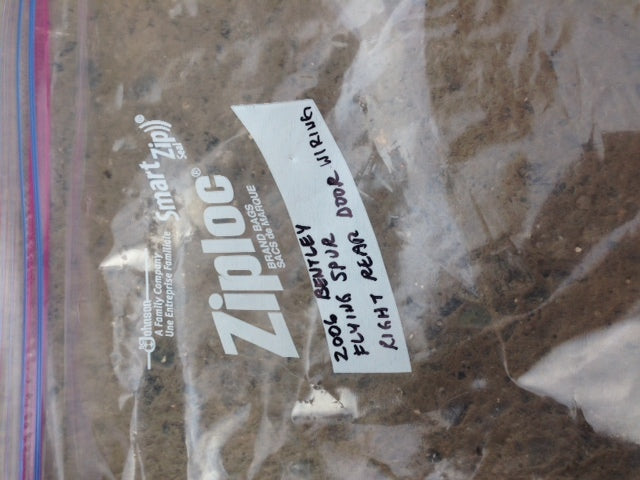 Johnson
A Family Company
Une Entreprise Familiale
Smart
Zip®
Seal
Ziploc®
BRAND BAGS
SACS de MARQUE
2006 BENTLEY
FLYING SPUR
RIGHT REAR DOOR WIRING